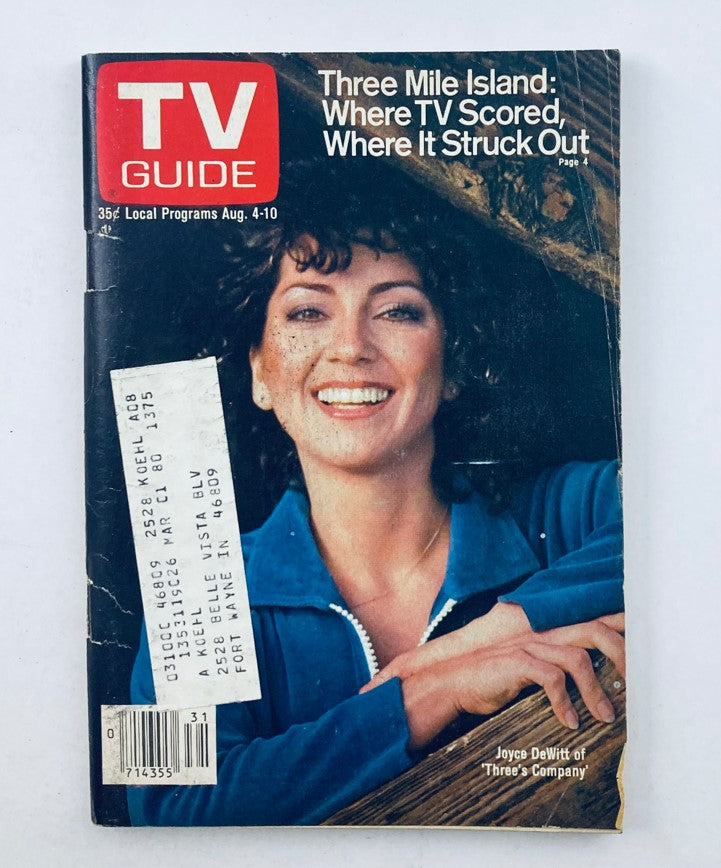 TV
GUIDE
®
35¢ Local Programs Aug. 4-10
Three Mile Island:
Where TV Scored,
Where It Struck Out
Page 4
03100C 46809 2528 KOEHL A08
1353119C26 MAR C1 80 1375
A KOEHL
2528 BELLE VISTA BLV
FORT WAYNE IN 46809
31
0
714355
Joyce DeWitt of
'Three's Company'